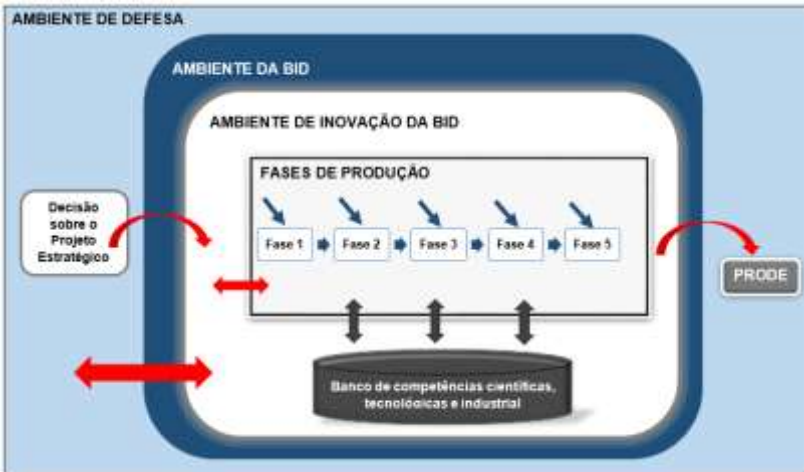 AMBIENTE DE DEFESA
AMBIENTE DA BID
AMBIENTE DE INOVAÇÃO DA BID
FASES DE PRODUÇÃO
Decisão
sobre o
Projeto
Estratégico
Fase 1
Fase 2
Fase 3
Fase 4
Fase 5
PRODE
Banco de competências científicas,
tecnológicas e industrial